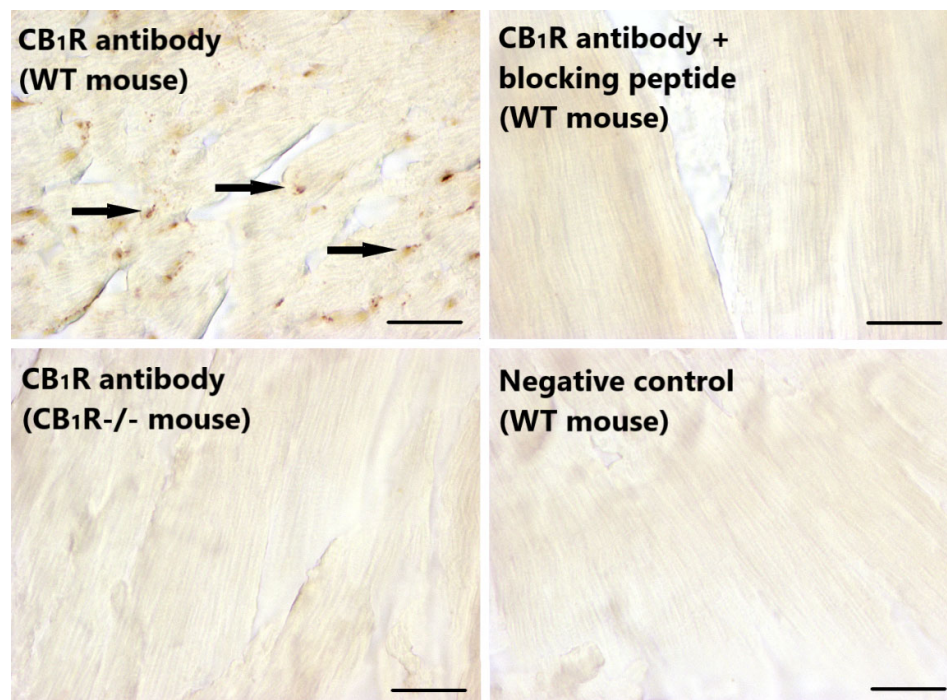 CB₁R antibody
(WT mouse)
CB₁R antibody +
blocking peptide
(WT mouse)
CB₁R antibody
(CB₁R-/- mouse)
Negative control
(WT mouse)